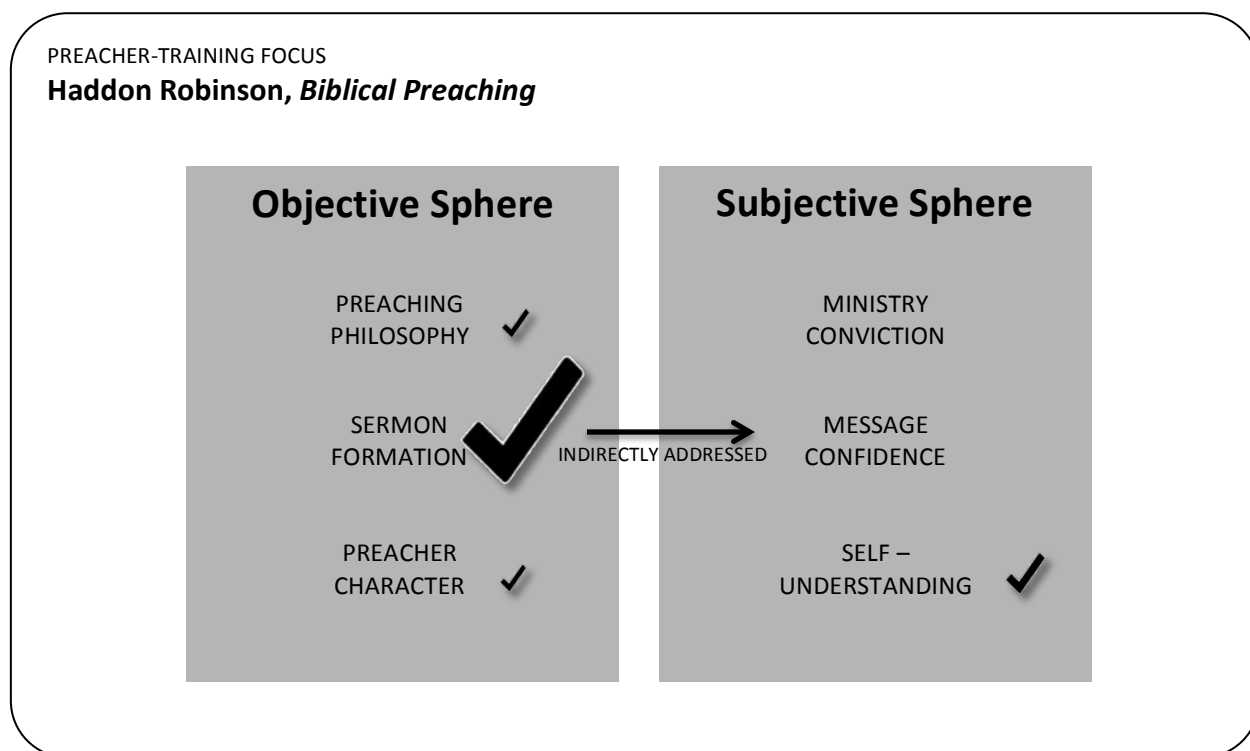 PREACHER-TRAINING FOCUS
Haddon Robinson, Biblical Preaching
Objective Sphere
PREACHING
PHILOSOPHY
SERMON
FORMATION
PREACHER
CHARACTER
INDIRECTLY ADDRESSED
Subjective Sphere
MINISTRY
CONVICTION
MESSAGE
CONFIDENCE
SELF –
UNDERSTANDING